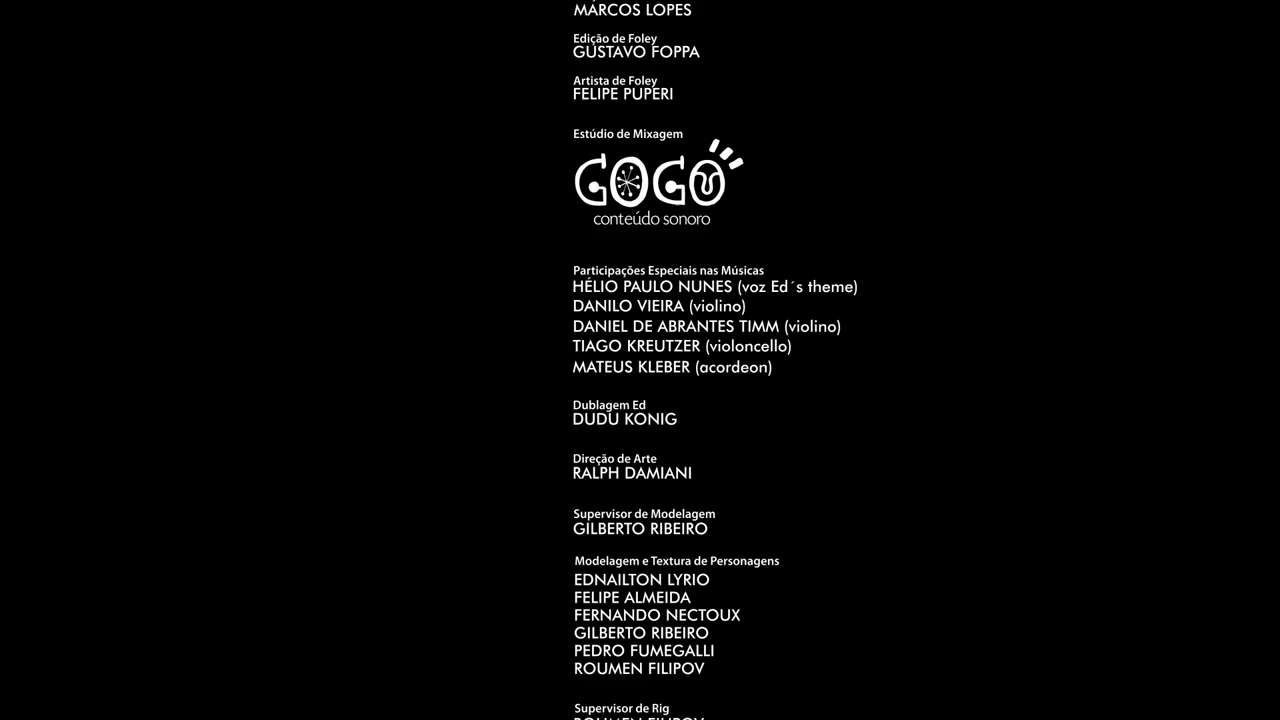 MARCOS LOPES
Edição de Foley
GUSTAVO FOPPA
Artista de Foley
FELIPE PUPERI
Estúdio de Mixagem
GOGÓ
conteúdo sonoro
Participações Especiais nas Músicas
HÉLIO PAULO NUNES (voz Ed´s theme)
DANILO VIEIRA (violino)
DANIEL DE ABRANTES TIMM (violino)
TIAGO KREUTZER (violoncello)
MATEUS KLEBER (acordeon)
Dublagem Ed
DUDU KONIG
Direção de Arte
RALPH DAMIANI
Supervisor de Modelagem
GILBERTO RIBEIRO
Modelagem e Textura de Personagens
EDNAILTON LYRIO
FELIPE ALMEIDA
FERNANDO NECTOUX
GILBERTO RIBEIRO
PEDRO FUMEGALLI
ROUMEN FILIPOV
Supervisor de Rig
ROUMEN FILIPOV